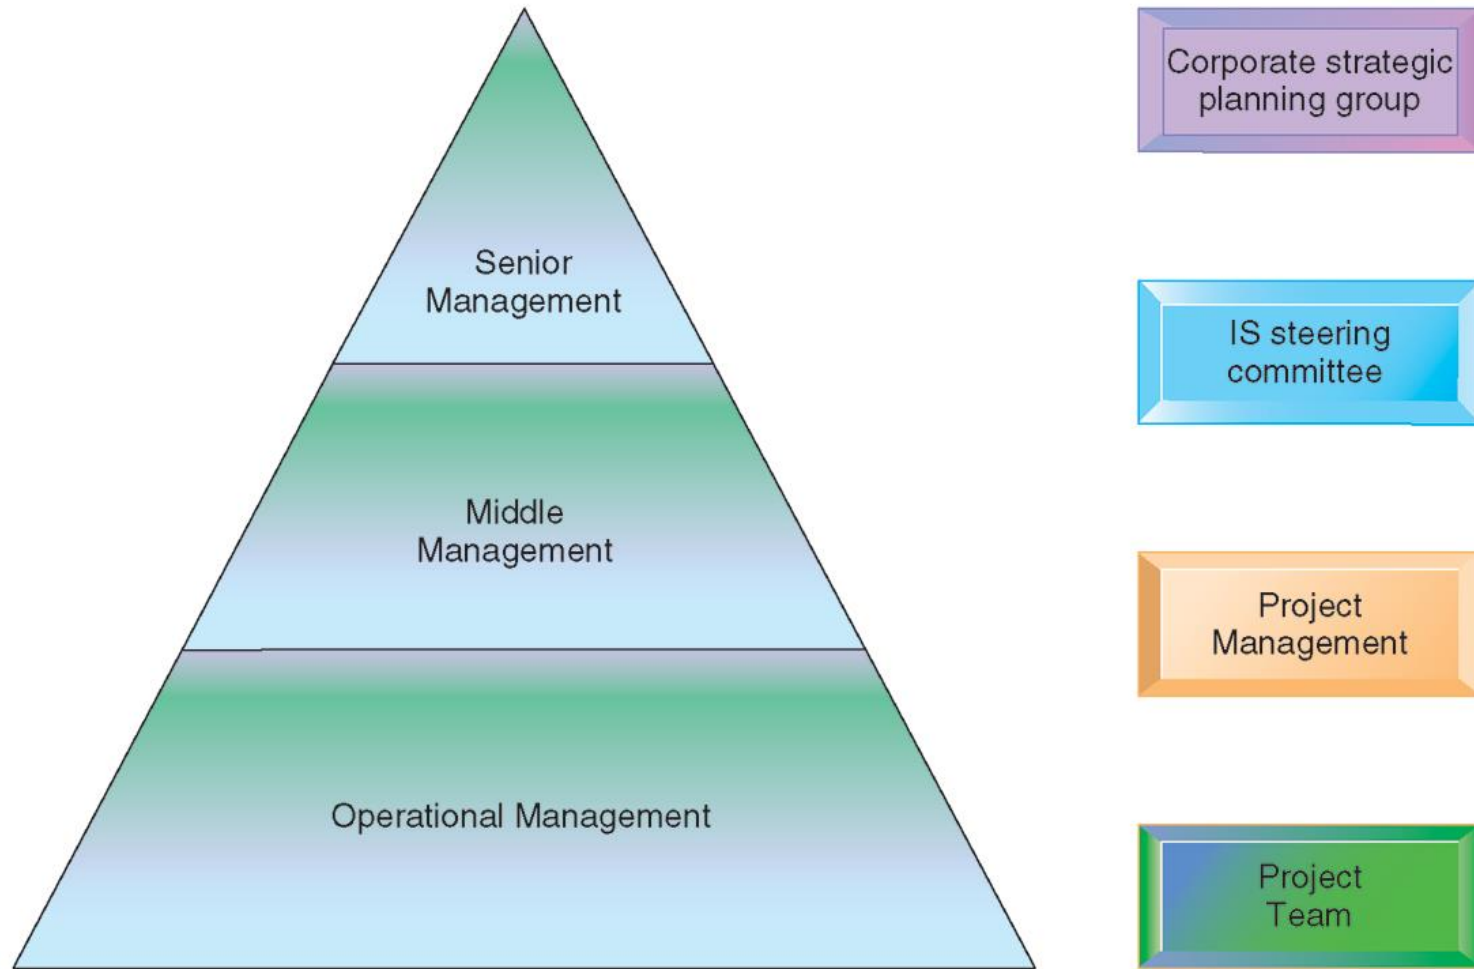 Senior
Management
Middle
Management
Operational Management
Corporate strategic
planning group
IS steering
committee
Project
Management
Project
Team